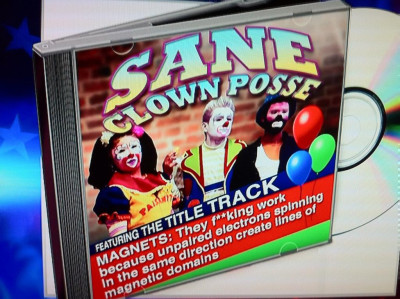 SANE
CLOWN POSSE
FEATURING THE TITLE TRACK
MAGNETS: They f**king work
because unpaired electrons spinning
in the same direction create lines of
magnetic domains